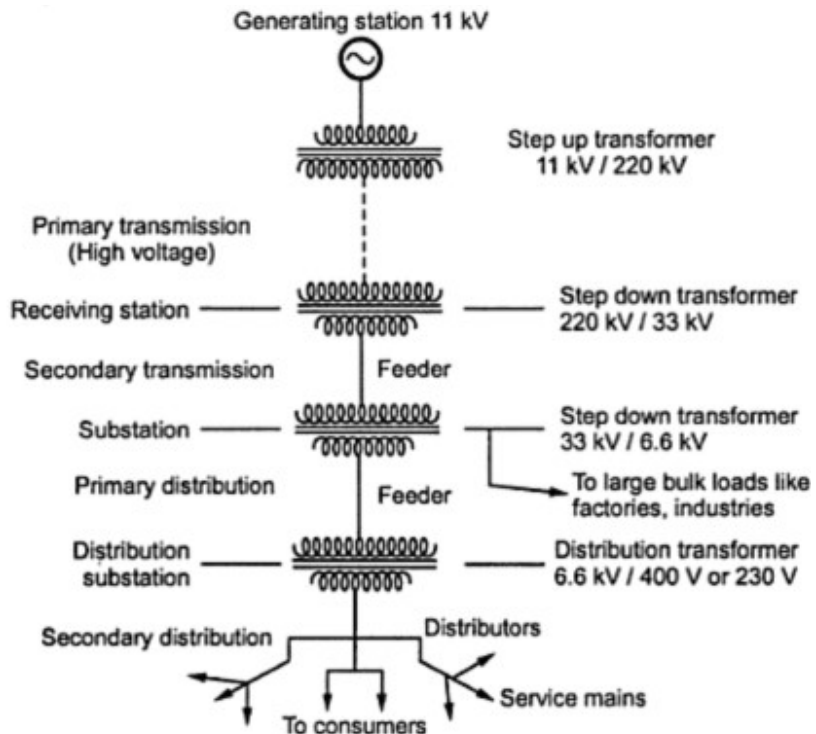 Generating station 11 kV
Step up transformer
11 kV / 220 kV
Primary transmission
(High voltage)
Receiving station
Step down transformer
220 kV / 33 kV
Secondary transmission
Feeder
Substation
Step down transformer
33 kV / 6.6 kV
Primary distribution
Feeder
To large bulk loads like
factories, industries
Distribution
substation
Distribution transformer
6.6 kV / 400 V or 230 V
Secondary distribution
Distributors
Service mains
To consumers